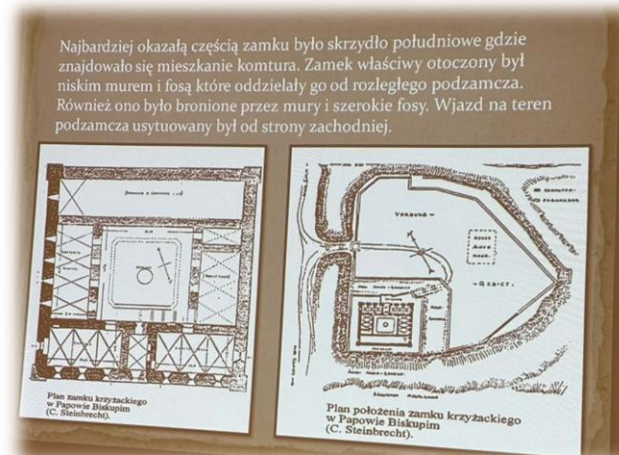 Najbardziej okazałą częścią zamku było skrzydło południowe gdzie
znajdowało się mieszkanie komtura. Zamek właściwy otoczony był
niskim murem i fosą które oddzielały go od rozległego podzamcza.
Również ono było bronione przez mury i szerokie fosy. Wjazd na teren
podzamcza usytuowany był od strony zachodniej.
VORBURG
GEBIET
Plan zamku krzyżackiego
w Papowie Biskupim
(C. Steinbrecht).
Plan położenia zamku krzyżackiego
w Papowie Biskupim
(C. Steinbrecht).